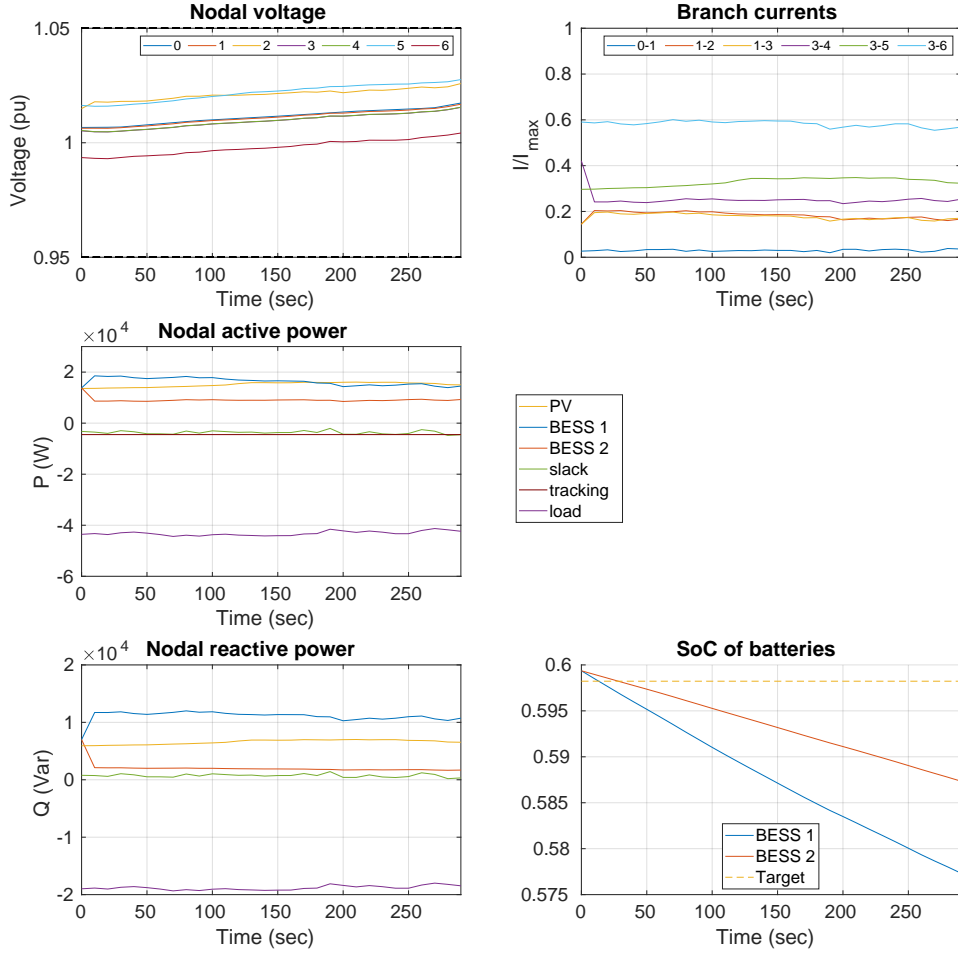 Nodal voltage
1.05
1
0.95
Voltage (pu)
0 1 2 3 4 5 6
0 50 100 150 200 250
Time (sec)
Branch currents
1
0.8
0.6
0.4
0.2
0
I/I_max
0-1 1-2 1-3 3-4 3-5 3-6
0 50 100 150 200 250
Time (sec)
Nodal active power
×10^4
2
0
-2
-4
-6
P (W)
0 50 100 150 200 250
Time (sec)
PV
BESS 1
BESS 2
slack
tracking
load
Nodal reactive power
×10^4
2
1
0
-1
-2
Q (Var)
0 50 100 150 200 250
Time (sec)
SoC of batteries
0.6
0.595
0.59
0.585
0.58
0.575
BESS 1
BESS 2
Target
0 50 100 150 200 250
Time (sec)